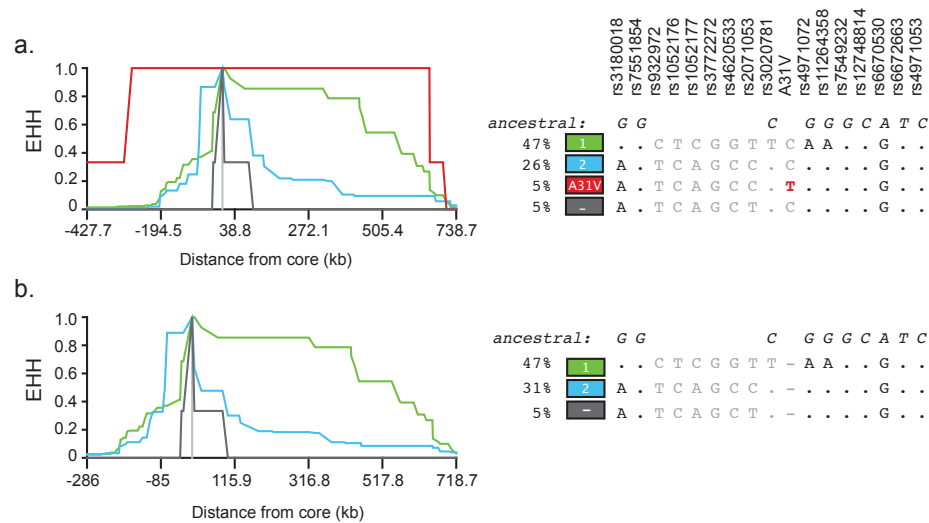 a.
EHH
1.0
0.8
0.6
0.4
0.2
0
-427.7 -194.5 38.8 272.1 505.4 738.7
Distance from core (kb)
rs3180018
rs7551854
rs932972
rs1052176
rs1052177
rs3772272
rs4620533
rs2071053
rs3020781
A31V
rs4971072
rs11264358
rs7549232
rs12748814
rs6670530
rs6672663
rs4971053
ancestral: G G C G G G C A T C
47% 1 . . C T C G G T T C A A . . G . .
26% 2 A . T C A G C C . C . . . . G . .
5% A31V A . T C A G C C . T . . . . G . .
5% – A . T C A G C T . C . . . . G . .
b.
EHH
1.0
0.8
0.6
0.4
0.2
0
-286 -85 115.9 316.8 517.8 718.7
Distance from core (kb)
ancestral: G G C G G G C A T C
47% 1 . . C T C G G T T – A A . . G . .
31% 2 A . T C A G C C . – . . . . G . .
5% – A . T C A G C T . – . . . . G . .